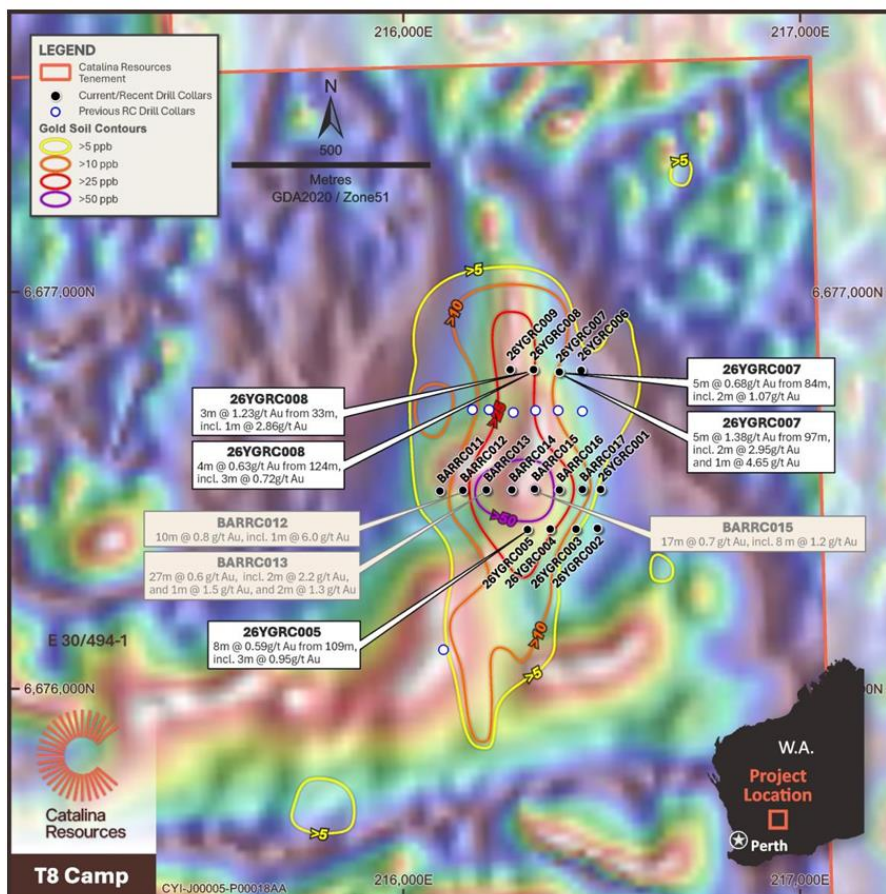 216,000E
217,000E
LEGEND
Catalina Resources
Tenement
Current/Recent Drill Collars
Previous RC Drill Collars
Gold Soil Contours
>5 ppb
>10 ppb
>25 ppb
>50 ppb
N
500
Metres
GDA2020 / Zone51
>5
6,677,000N
6,677,000N
>5
>10
26YGRC009
26YGRC008
26YGRC007
26YGRC006
26YGRC007
5m @ 0.68g/t Au from 84m,
incl. 2m @ 1.07g/t Au
26YGRC008
3m @ 1.23g/t Au from 33m,
incl. 1m @ 2.86g/t Au
>25
26YGRC007
5m @ 1.38g/t Au from 97m,
incl. 2m @ 2.95g/t Au
and 1m @ 4.65 g/t Au
26YGRC008
4m @ 0.63g/t Au from 124m,
incl. 3m @ 0.72g/t Au
BARRC011
BARRC012
BARRC013
BARRC014
BARRC015
BARRC016
BARRC017
26YGRC001
>50
BARRC012
10m @ 0.8 g/t Au, incl. 1m @ 6.0 g/t Au
BARRC015
17m @ 0.7 g/t Au, incl. 8 m @ 1.2 g/t Au
BARRC013
27m @ 0.6 g/t Au, incl. 2m @ 2.2 g/t Au,
and 1m @ 1.5 g/t Au, and 2m @ 1.3 g/t Au
26YGRC005
26YGRC004
26YGRC003
26YGRC002
>5
26YGRC005
8m @ 0.59g/t Au from 109m,
incl. 3m @ 0.95g/t Au
E 30/494-1
>10
>5
6,676,000N
W.A.
Project
Location
Perth
Catalina
Resources
>5
T8 Camp
CYI-J00005-P00018AA
216,000E
217,000E